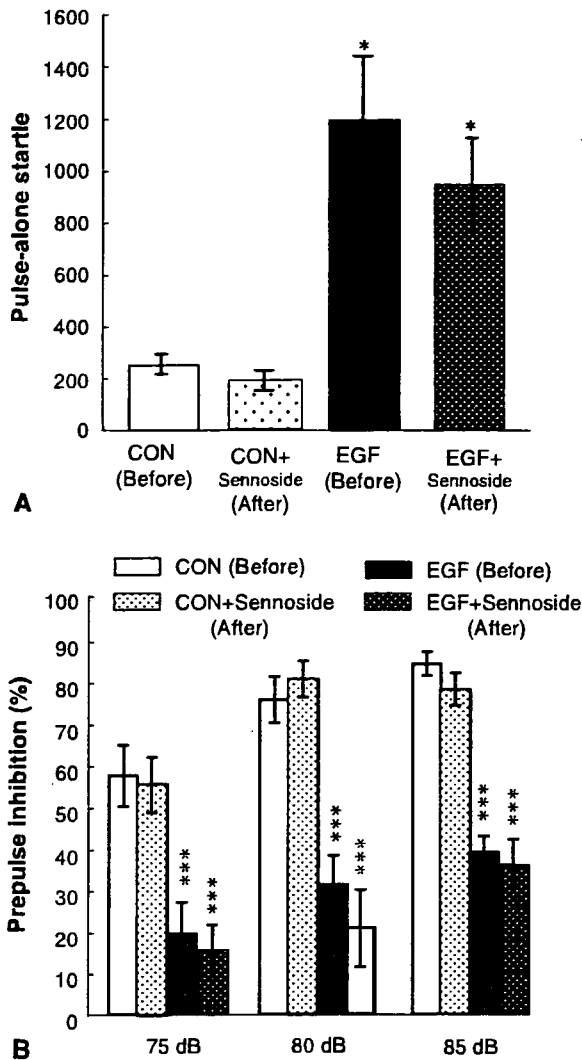 1600
1400
1200
1000
800
600
400
200
0
Pulse-alone startle
*
*
CON
(Before)
CON+
Sennoside
(After)
EGF
(Before)
EGF+
Sennoside
(After)
A
CON (Before)
EGF (Before)
CON+Sennoside
(After)
EGF+Sennoside
(After)
100
90
80
70
60
50
40
30
20
10
0
Prepulse inhibition (%)
***
***
***
***
***
***
75 dB
80 dB
85 dB
B